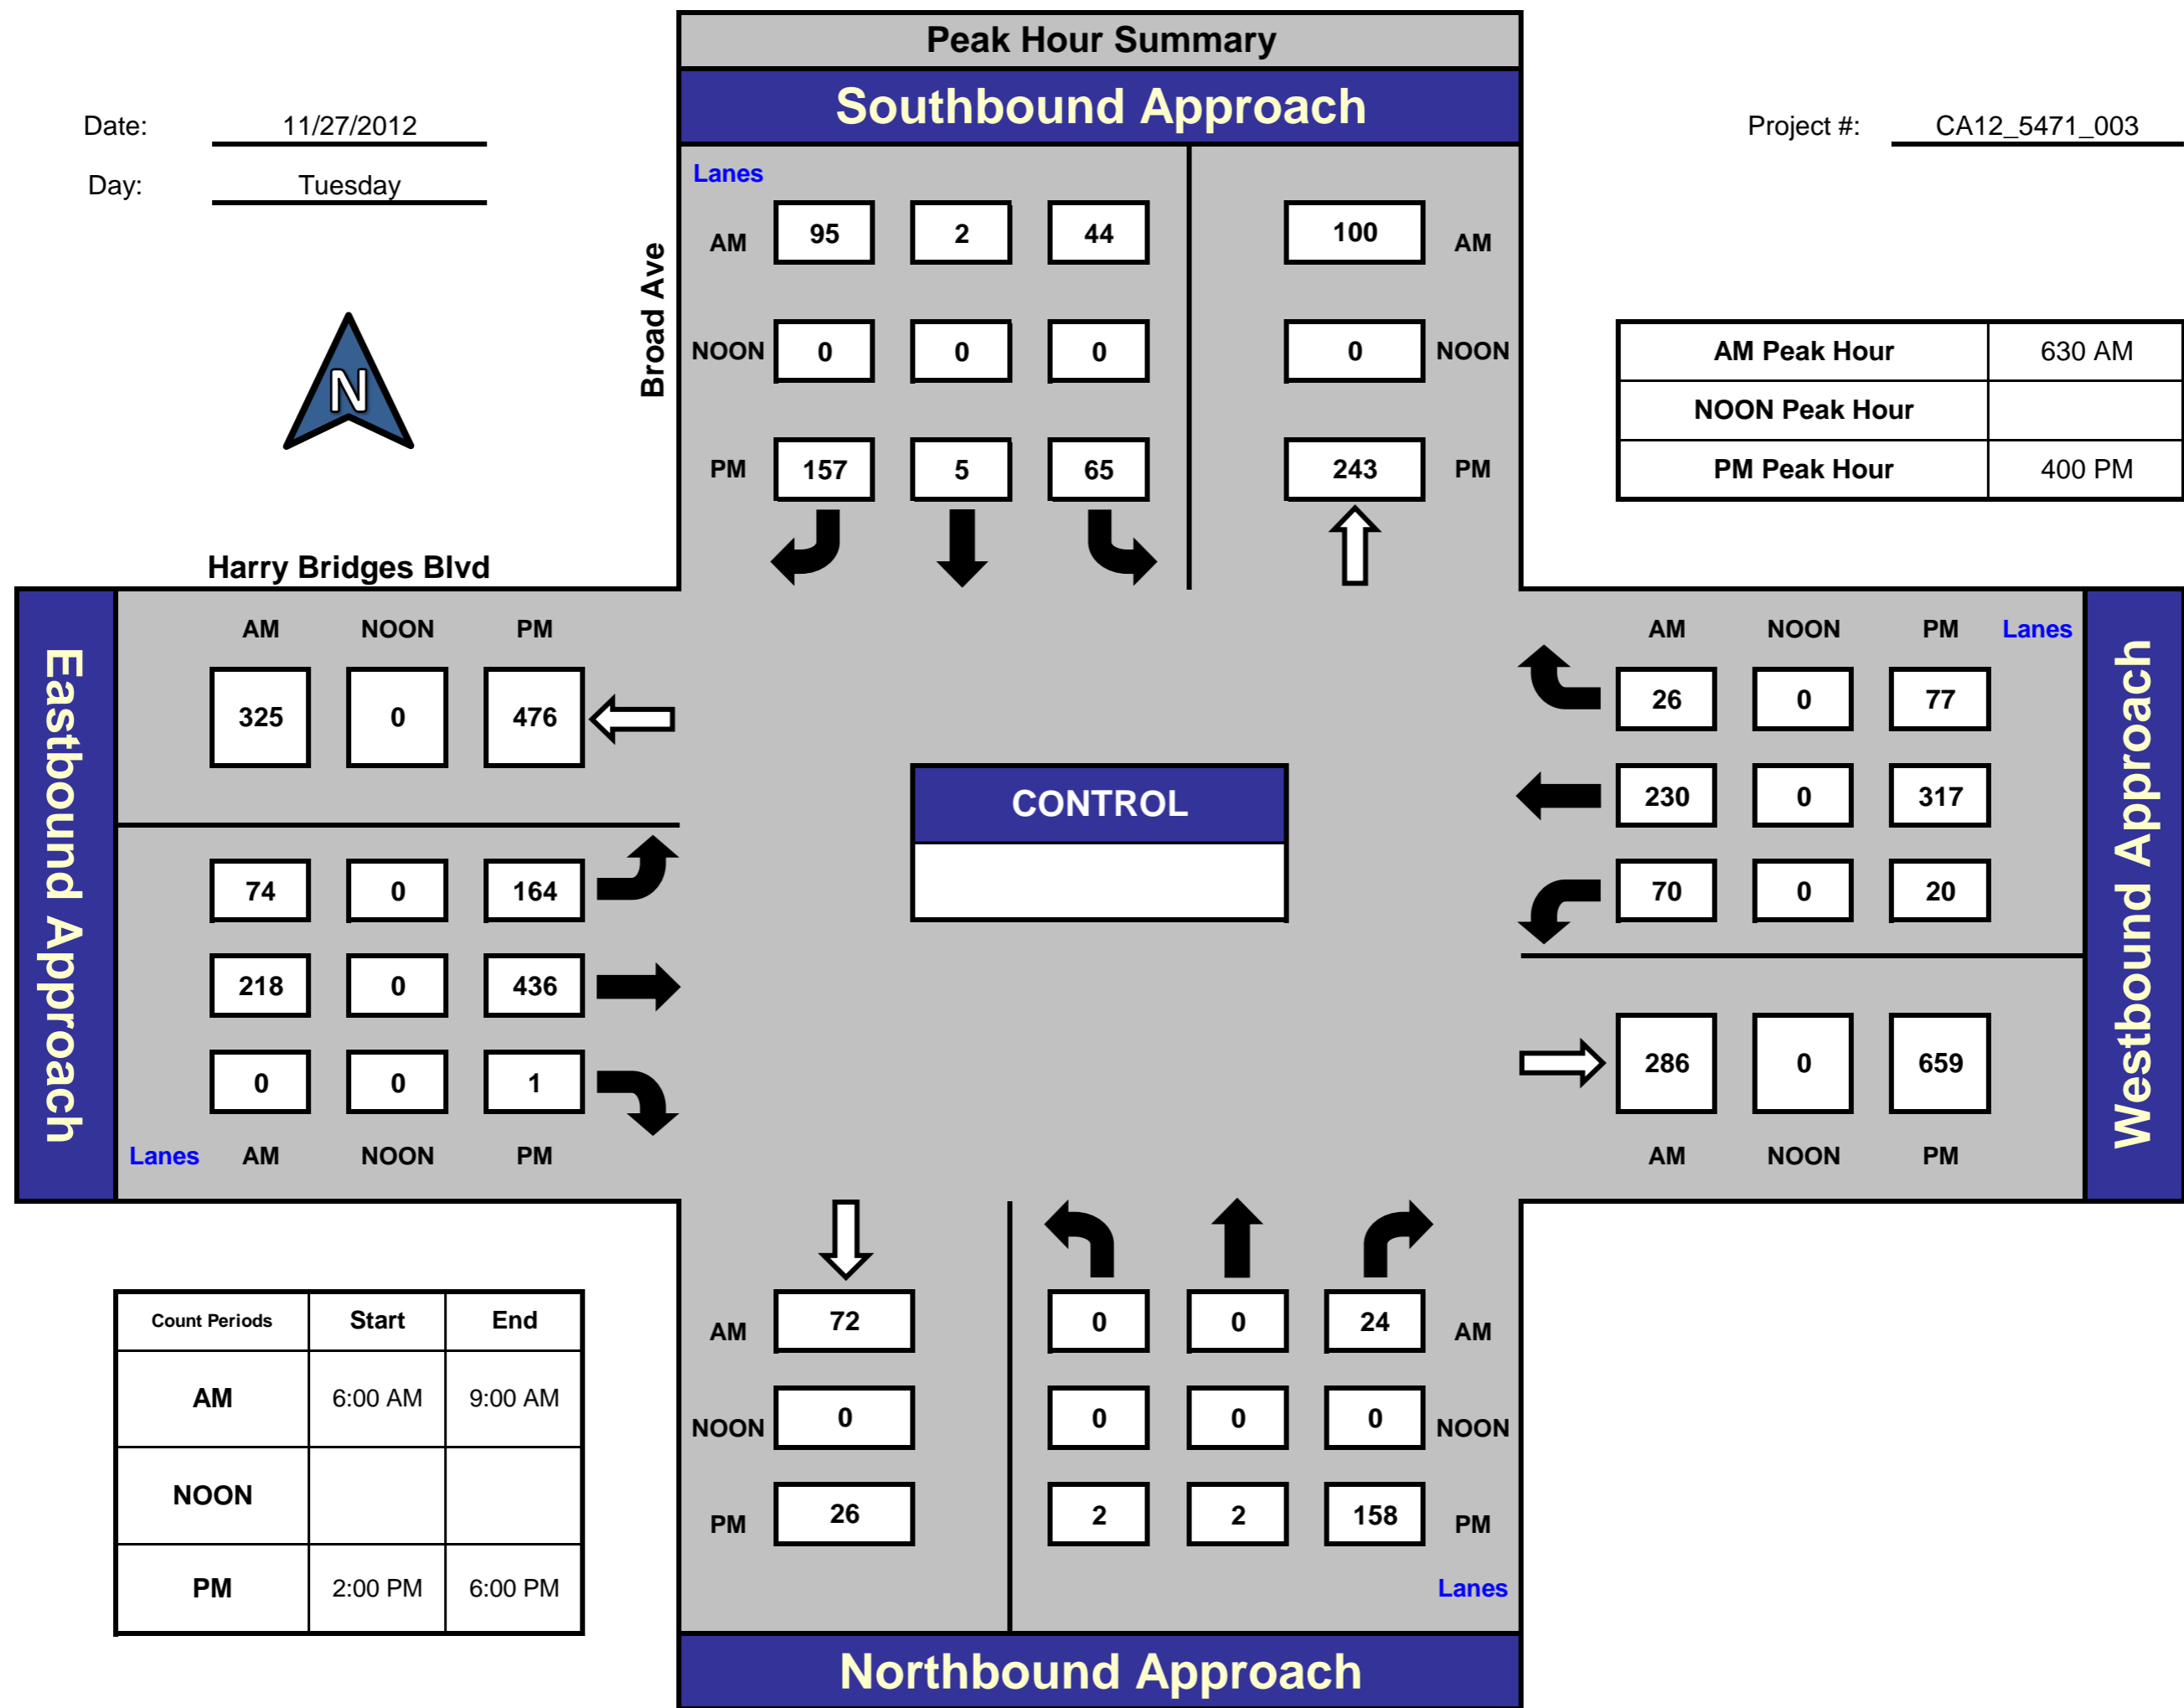 Peak Hour Summary
Southbound Approach
Date: 11/27/2012
Project #: CA12_5471_003
Day: Tuesday
Lanes
AM 95 2 44 100 AM
Broad Ave
N
NOON 0 0 0 0 NOON
AM Peak Hour 630 AM
NOON Peak Hour
PM Peak Hour 400 PM
PM 157 5 65 243 PM
Harry Bridges Blvd
Eastbound Approach
AM NOON PM
325 0 476
74 0 164
218 0 436
0 0 1
Lanes AM NOON PM
CONTROL
AM NOON PM Lanes
26 0 77
230 0 317
70 0 20
286 0 659
AM NOON PM
Westbound Approach
Count Periods Start End
AM 6:00 AM 9:00 AM
NOON
PM 2:00 PM 6:00 PM
AM 72 0 0 24 AM
NOON 0 0 0 0 NOON
PM 26 2 2 158 PM
Lanes
Northbound Approach